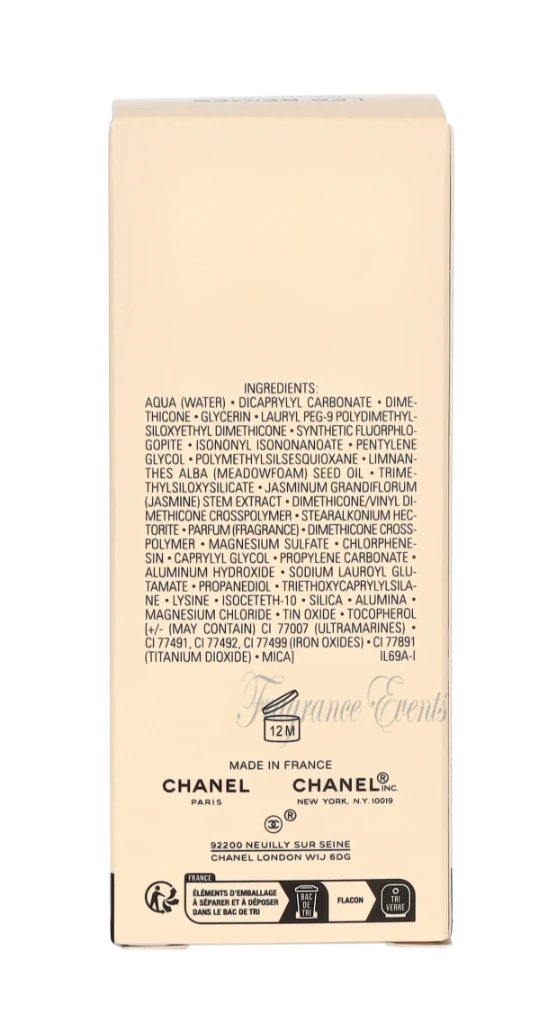 LES BEIGES
INGREDIENTS:
AQUA (WATER) • DICAPRYLYL CARBONATE • DIME-
THICONE • GLYCERIN • LAURYL PEG-9 POLYDIMETHYL-
SILOXYETHYL DIMETHICONE • SYNTHETIC FLUORPHLO-
GOPITE • ISONONYL ISONONANOATE • PENTYLENE
GLYCOL • POLYMETHYLSILSESQUIOXANE • LIMNAN-
THES ALBA (MEADOWFOAM) SEED OIL • TRIME-
THYLSILOXYSILICATE • JASMINUM GRANDIFLORUM
(JASMINE) STEM EXTRACT • DIMETHICONE/VINYL DI-
METHICONE CROSSPOLYMER • STEARALKONIUM HEC-
TORITE • PARFUM (FRAGRANCE) • DIMETHICONE CROSS-
POLYMER • MAGNESIUM SULFATE • CHLORPHENE-
SIN • CAPRYLYL GLYCOL • PROPYLENE CARBONATE •
ALUMINUM HYDROXIDE • SODIUM LAUROYL GLU-
TAMATE • PROPANEDIOL • TRIETHOXYCAPRYLYLSILA-
NE • LYSINE • ISOCETETH-10 • SILICA • ALUMINA •
MAGNESIUM CHLORIDE • TIN OXIDE • TOCOPHEROL
[+/- (MAY CONTAIN) CI 77007 (ULTRAMARINES) •
CI 77491, CI 77492, CI 77499 (IRON OXIDES) • CI 77891
(TITANIUM DIOXIDE) • MICA] IL69A-I
Fragrance Events
12 M
MADE IN FRANCE
CHANEL CHANEL® INC.
PARIS NEW YORK, N.Y. 10019
®
92200 NEUILLY SUR SEINE
CHANEL LONDON W1J 6DG
FRANCE
ÉLÉMENTS D'EMBALLAGE
À SÉPARER ET À DÉPOSER
DANS LE BAC DE TRI
BAC
DE
TRI
FLACON
TRI
VERRE